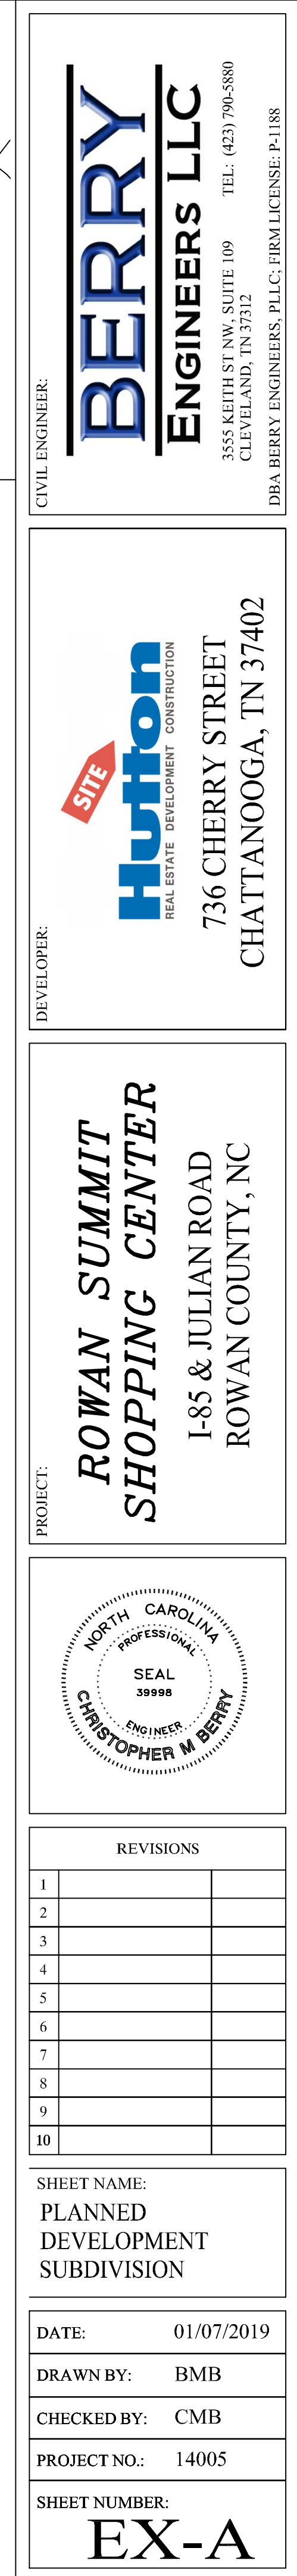 CIVIL ENGINEER:
BERRY
ENGINEERS LLC
3555 KEITH ST NW, SUITE 109 TEL: (423) 790-5880
CLEVELAND, TN 37312
DBA BERRY ENGINEERS, PLLC; FIRM LICENSE: P-1188
DEVELOPER:
SITE
Hutton
REAL ESTATE DEVELOPMENT CONSTRUCTION
736 CHERRY STREET
CHATTANOOGA, TN 37402
PROJECT:
ROWAN SUMMIT
SHOPPING CENTER
I-85 & JULIAN ROAD
ROWAN COUNTY, NC
NORTH CAROLINA
PROFESSIONAL
SEAL
39998
ENGINEER
CHRISTOPHER M BERRY
REVISIONS
1
2
3
4
5
6
7
8
9
10
SHEET NAME:
PLANNED
DEVELOPMENT
SUBDIVISION
DATE: 01/07/2019
DRAWN BY: BMB
CHECKED BY: CMB
PROJECT NO.: 14005
SHEET NUMBER:
EX-A